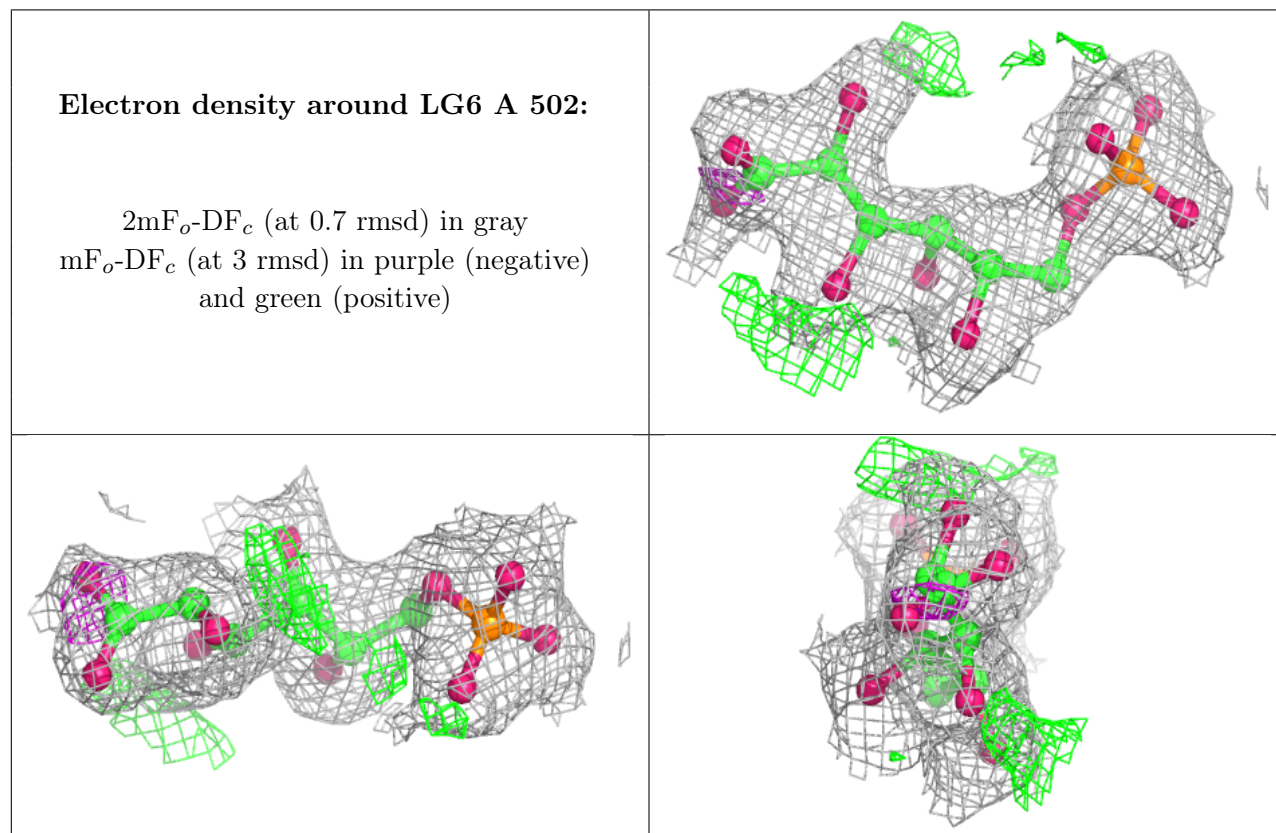 Electron density around LG6 A 502:
2mFo-DFc (at 0.7 rmsd) in gray
mFo-DFc (at 3 rmsd) in purple (negative)
and green (positive)